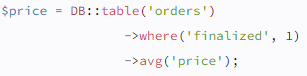 $price = DB::table('orders')
->where('finalized', 1)
->avg('price');